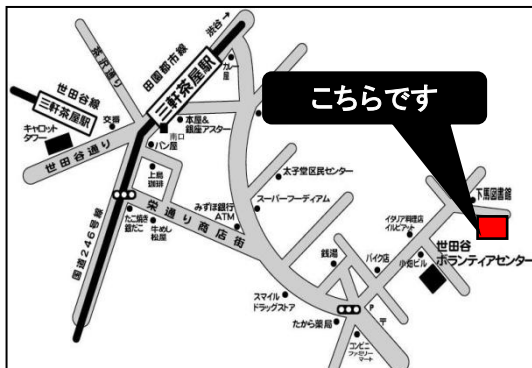 茶沢通り
田園都市線
渋谷→
三軒茶屋駅
カレー屋
世田谷線
三軒茶屋駅
キャロットタワー
交番
世田谷通り
南口
本屋&
銀座アスター
パン屋
上島
珈琲
こちらです
太子堂区民センター
スーパーフーディアム
みずほ銀行
ATM
栄通り商店街
たこ焼き
銀だこ
牛めし
松屋
国道246号線
下馬図書館
イタリア料理店
イルピアット
小畑ビル
世田谷
ボランティアセンター
銭湯
バイク店
スマイル
ドラッグストア
たから薬局
P
〒
コンビニ
ファミリー
マート